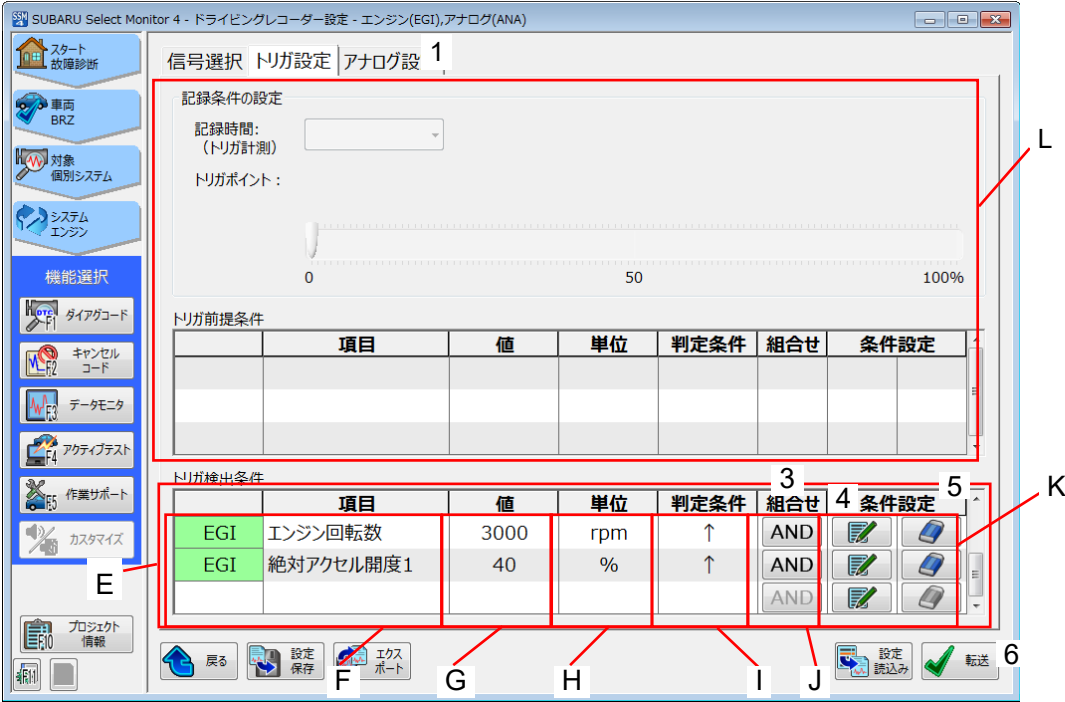 SUBARU Select Monitor 4 - ドライビングレコーダー設定 - エンジン(EGI),アナログ(ANA)
スタート
故障診断
車両
BRZ
対象
個別システム
システム
エンジン
機能選択
DTC F1 ダイアグコード
F2 キャンセル
コード
F3 データモニタ
F4 アクティブテスト
F5 作業サポート
カスタマイズ
F10 プロジェクト
情報
F11
信号選択 トリガ設定 アナログ設 1
記録条件の設定
記録時間:
(トリガ計測)
トリガポイント:
0 50 100%
L
トリガ前提条件
項目 値 単位 判定条件 組合せ 条件設定
トリガ検出条件
3 4 5 K
項目 値 単位 判定条件 組合せ 条件設定
EGI エンジン回転数 3000 rpm ↑ AND
EGI 絶対アクセル開度1 40 % ↑ AND
AND
E
戻る
設定
保存
エクス
ポート
設定
読込み
転送 6
F G H I J